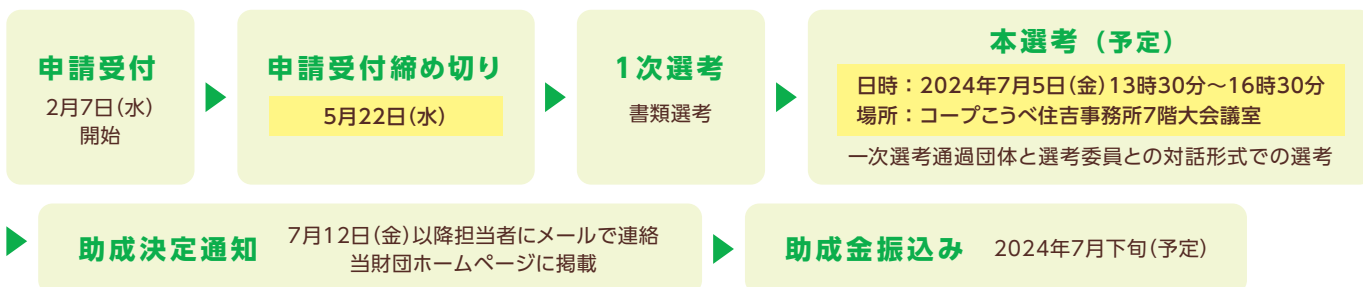 申請受付
2月7日(水)
開始
申請受付締め切り
5月22日(水)
1次選考
書類選考
本選考（予定）
日時：2024年7月5日(金)13時30分～16時30分
場所：コープこうべ住吉事務所7階大会議室
一次選考通過団体と選考委員との対話形式での選考
助成決定通知
7月12日(金)以降担当者にメールで連絡
当財団ホームページに掲載
助成金振込み
2024年7月下旬(予定)